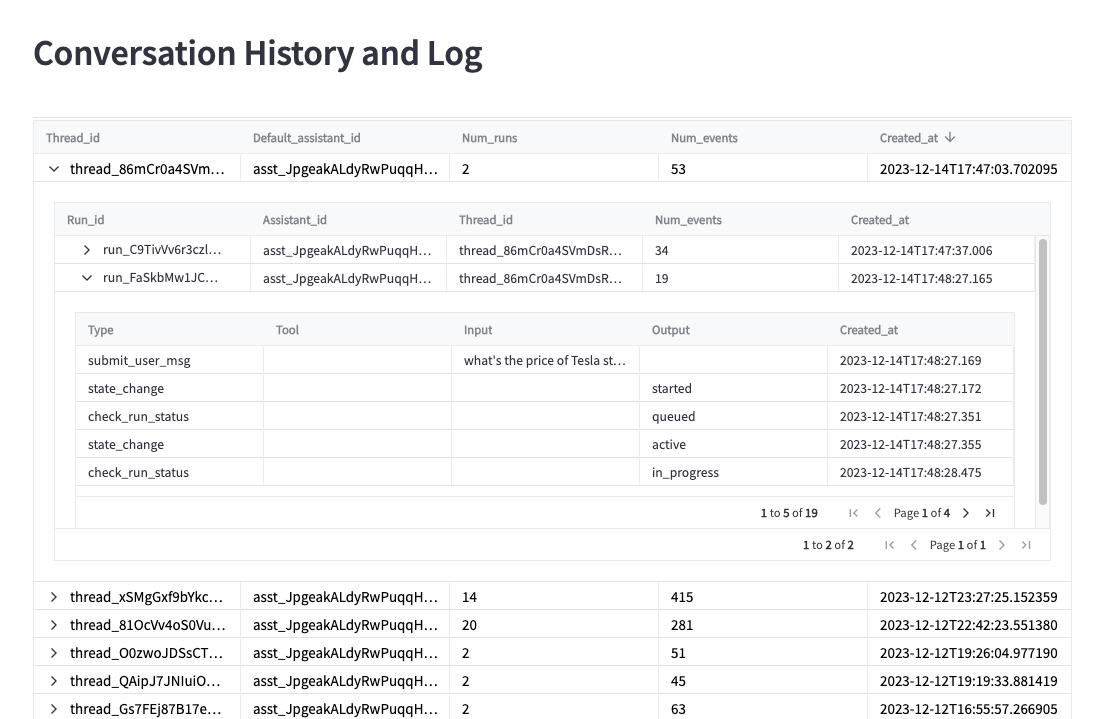 Conversation History and Log
Thread_id Default_assistant_id Num_runs Num_events Created_at
thread_86mCr0a4SVm... asst_JpgeakALdyRwPuqqH... 2 53 2023-12-14T17:47:03.702095
Run_id Assistant_id Thread_id Num_events Created_at
run_C9TivVv6r3czl... asst_JpgeakALdyRwPuqqH... thread_86mCr0a4SVmDsR... 34 2023-12-14T17:47:37.006
run_FaSkbMw1JC... asst_JpgeakALdyRwPuqqH... thread_86mCr0a4SVmDsR... 19 2023-12-14T17:48:27.165
Type Tool Input Output Created_at
submit_user_msg what's the price of Tesla st... 2023-12-14T17:48:27.169
state_change started 2023-12-14T17:48:27.172
check_run_status queued 2023-12-14T17:48:27.351
state_change active 2023-12-14T17:48:27.355
check_run_status in_progress 2023-12-14T17:48:28.475
1 to 5 of 19 Page 1 of 4
1 to 2 of 2 Page 1 of 1
thread_xSMgGxf9bYkc... asst_JpgeakALdyRwPuqqH... 14 415 2023-12-12T23:27:25.152359
thread_81OcVv4oS0Vu... asst_JpgeakALdyRwPuqqH... 20 281 2023-12-12T22:42:23.551380
thread_O0zwoJDSsCT... asst_JpgeakALdyRwPuqqH... 2 51 2023-12-12T19:26:04.977190
thread_QAipJ7JNIuiO... asst_JpgeakALdyRwPuqqH... 2 45 2023-12-12T19:19:33.881419
thread_Gs7FEj87B17e... asst_JpgeakALdyRwPuqqH... 2 63 2023-12-12T16:55:57.266905